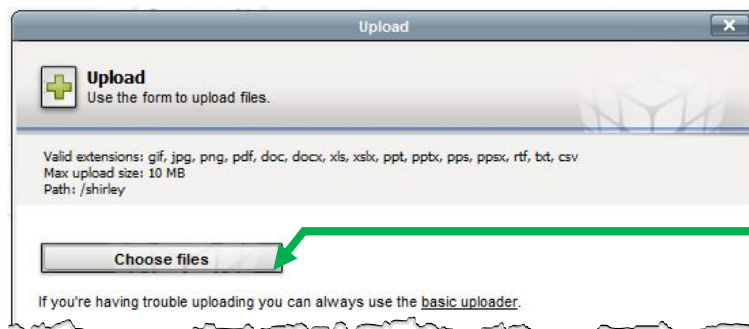 Upload
Upload
Use the form to upload files.
Valid extensions: gif, jpg, png, pdf, doc, docx, xls, xslx, ppt, pptx, pps, ppsx, rtf, txt, csv
Max upload size: 10 MB
Path: /shirley
Choose files
If you're having trouble uploading you can always use the basic uploader.